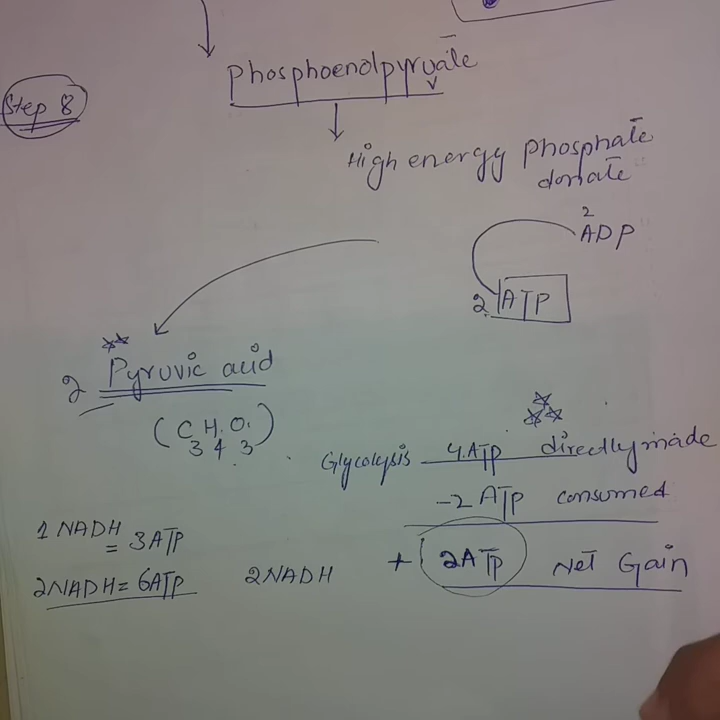 Phosphoenolpyruvate
Step 8
High energy phosphate
donate
2
ADP
2 ATP
2 Pyruvic acid
(C3H4O3)
Glycolysis 4 ATP directly made
-2 ATP consumed
1 NADH
= 3ATP
2NADH = 6ATP 2NADH + 2ATP Net Gain